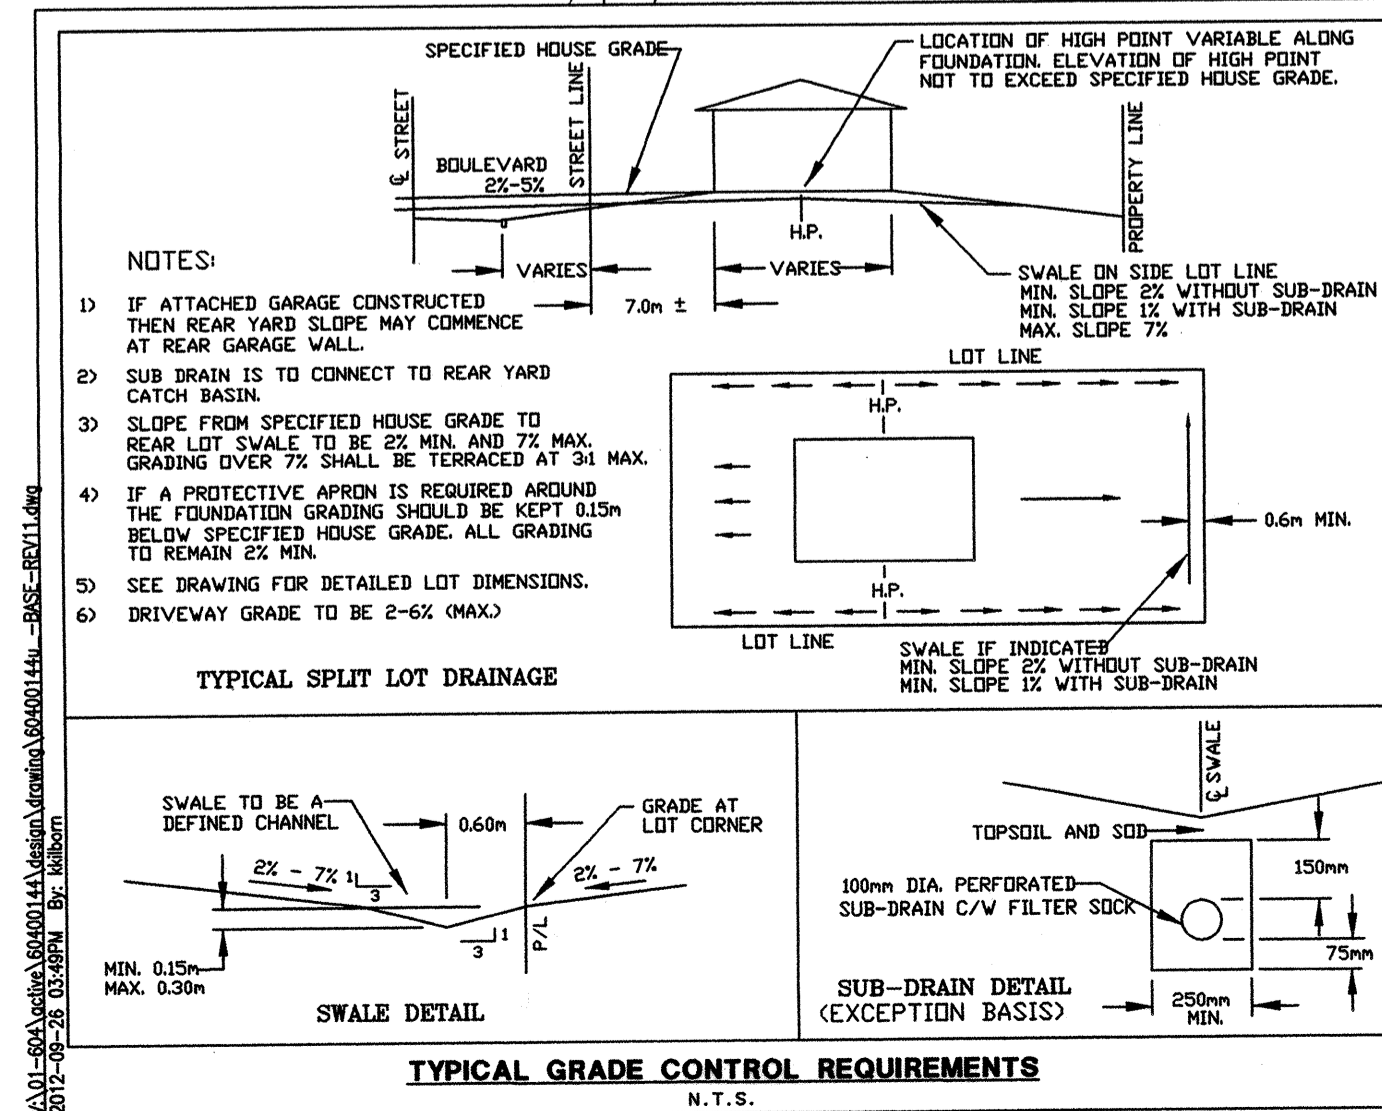 SPECIFIED HOUSE GRADE
LOCATION OF HIGH POINT VARIABLE ALONG
FOUNDATION. ELEVATION OF HIGH POINT
NOT TO EXCEED SPECIFIED HOUSE GRADE.
℄ STREET
STREET LINE
PROPERTY LINE
BOULEVARD
2%-5%
H.P.
VARIES
VARIES
7.0m ±
SWALE ON SIDE LOT LINE
MIN. SLOPE 2% WITHOUT SUB-DRAIN
MIN. SLOPE 1% WITH SUB-DRAIN
MAX. SLOPE 7%
NOTES:
1) IF ATTACHED GARAGE CONSTRUCTED
THEN REAR YARD SLOPE MAY COMMENCE
AT REAR GARAGE WALL.
2) SUB DRAIN IS TO CONNECT TO REAR YARD
CATCH BASIN.
3) SLOPE FROM SPECIFIED HOUSE GRADE TO
REAR LOT SWALE TO BE 2% MIN. AND 7% MAX.
GRADING OVER 7% SHALL BE TERRACED AT 3:1 MAX.
4) IF A PROTECTIVE APRON IS REQUIRED AROUND
THE FOUNDATION GRADING SHOULD BE KEPT 0.15m
BELOW SPECIFIED HOUSE GRADE. ALL GRADING
TO REMAIN 2% MIN.
5) SEE DRAWING FOR DETAILED LOT DIMENSIONS.
6) DRIVEWAY GRADE TO BE 2-6% (MAX.)
LOT LINE
H.P.
0.6m MIN.
H.P.
LOT LINE
SWALE IF INDICATED
MIN. SLOPE 2% WITHOUT SUB-DRAIN
MIN. SLOPE 1% WITH SUB-DRAIN
TYPICAL SPLIT LOT DRAINAGE
SWALE TO BE A
DEFINED CHANNEL
0.60m
GRADE AT
LOT CORNER
2% - 7%
1
3
2% - 7%
1
3
P/L
MIN. 0.15m
MAX. 0.30m
SWALE DETAIL
℄ SWALE
TOPSOIL AND SOD
150mm
100mm DIA. PERFORATED
SUB-DRAIN C/W FILTER SOCK
75mm
250mm
MIN.
SUB-DRAIN DETAIL
(EXCEPTION BASIS)
TYPICAL GRADE CONTROL REQUIREMENTS
N.T.S.
\01-604\active\60400144\design\drawing\60400144u_-BASE-REV11.dwg
2012-09-26 03:49PM By: kkilborn